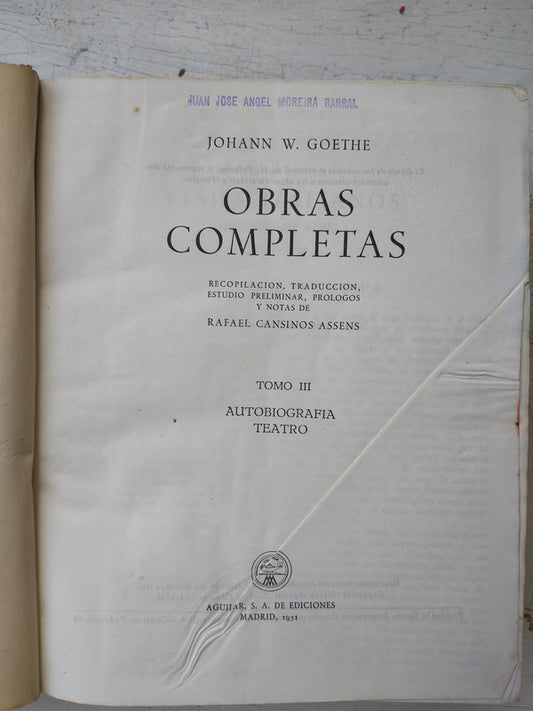 JUAN JOSE ANGEL MOREIRA BARRAL
JOHANN W. GOETHE
OBRAS
COMPLETAS
RECOPILACION, TRADUCCION,
ESTUDIO PRELIMINAR, PROLOGOS
Y NOTAS DE
RAFAEL CANSINOS ASSENS
TOMO III
AUTOBIOGRAFIA
TEATRO
AGUILAR, S. A. DE EDICIONES
MADRID, 1951